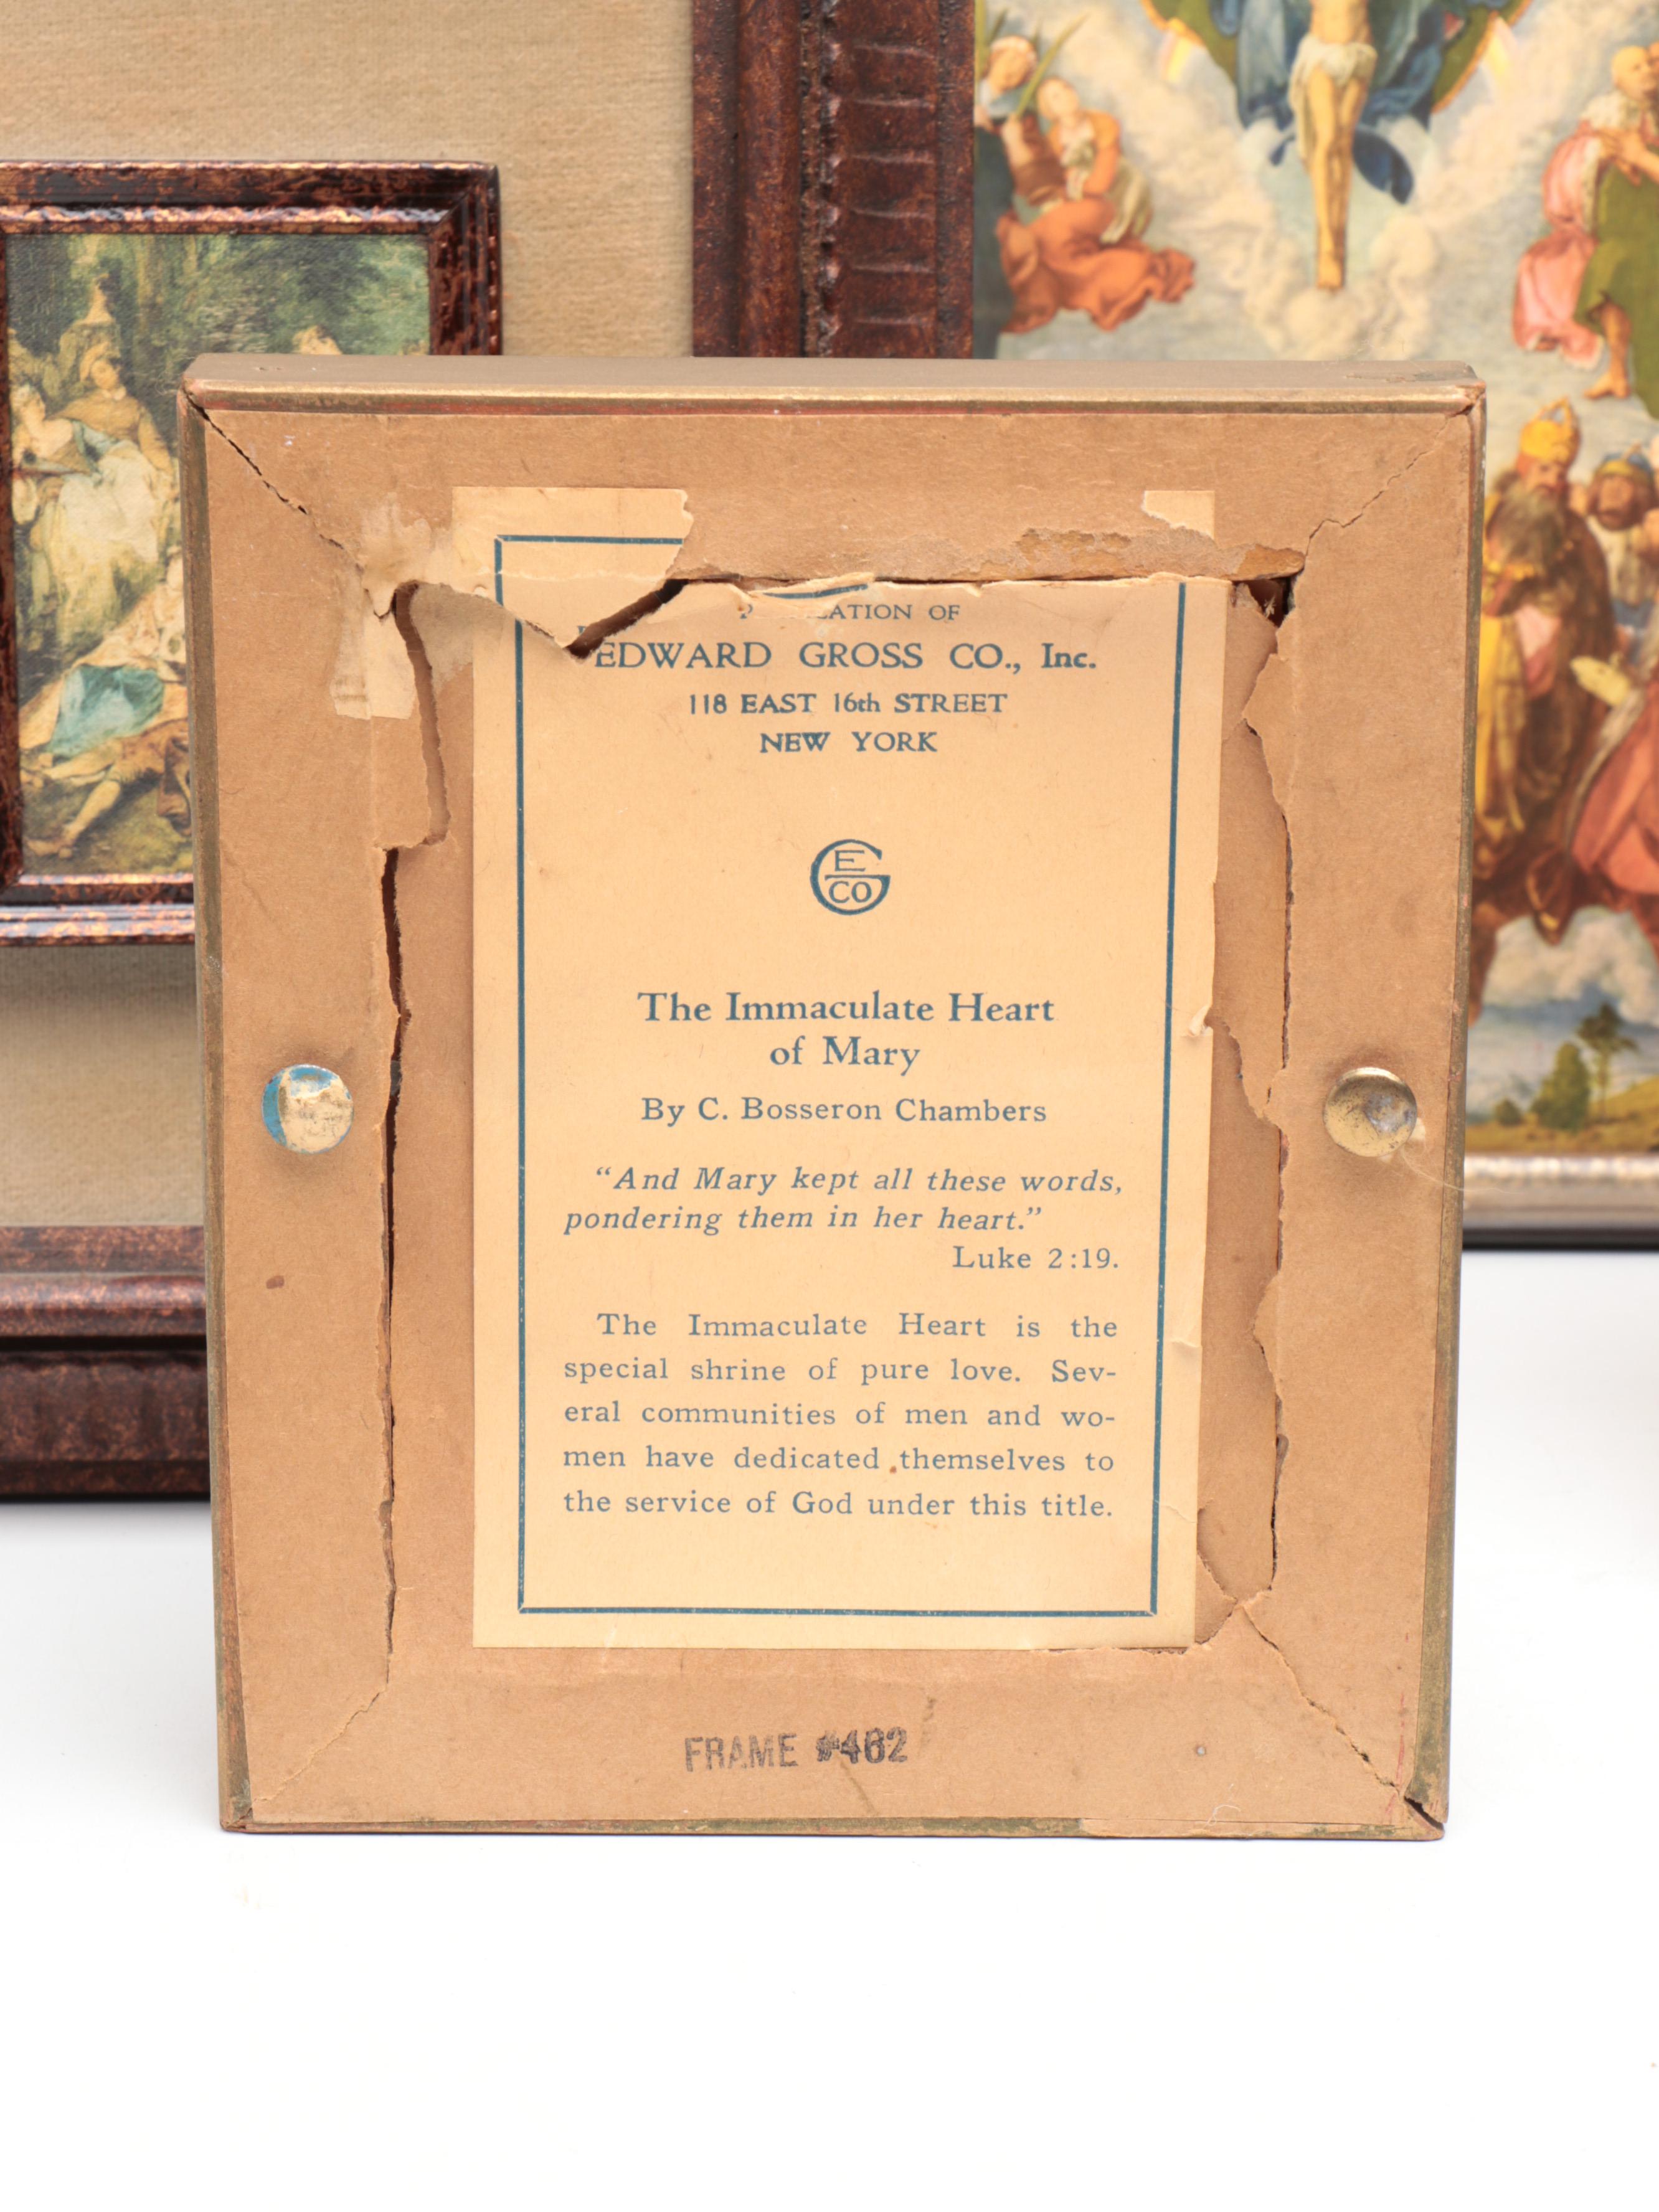 OF
EDWARD GROSS CO., Inc.
118 EAST 16th STREET
NEW YORK
E
G
CO
The Immaculate Heart
of Mary
By C. Bosseron Chambers
“And Mary kept all these words,
pondering them in her heart.”
Luke 2:19.
The Immaculate Heart is the
special shrine of pure love. Sev-
eral communities of men and wo-
men have dedicated themselves to
the service of God under this title.
FRAME #462